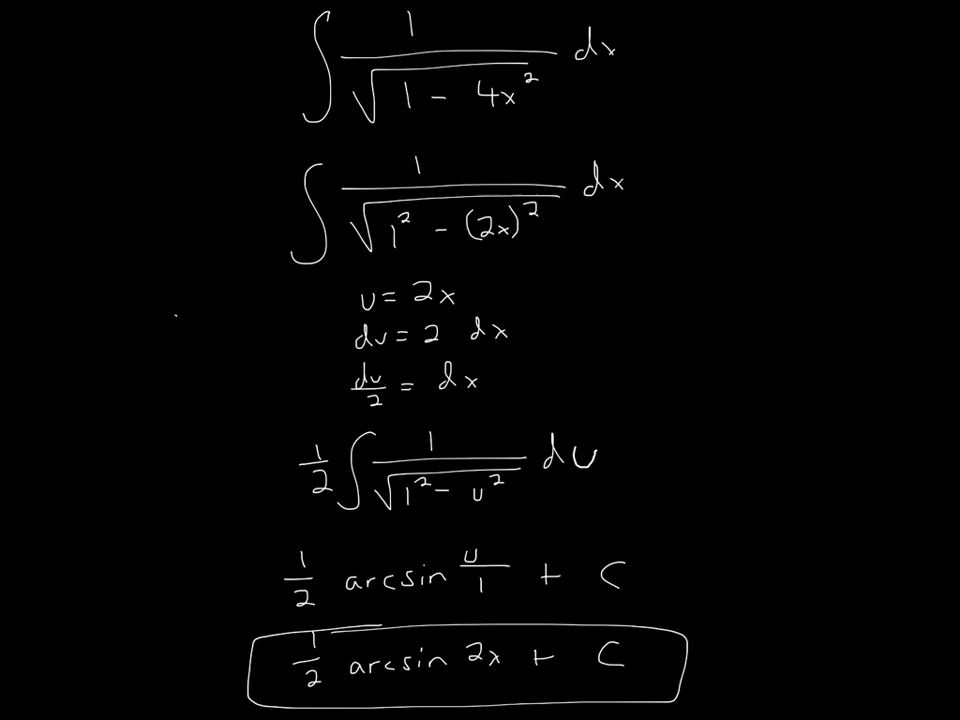 ∫ 1/√(1 - 4x²) dx
∫ 1/√(1² - (2x)²) dx
u = 2x
du = 2 dx
du/2 = dx
1/2 ∫ 1/√(1² - u²) du
1/2 arcsin u/1 + C
1/2 arcsin 2x + C